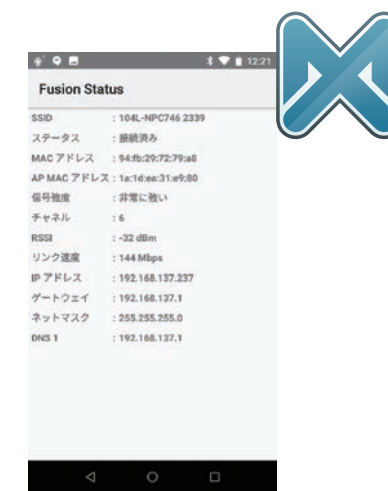 12:21
Fusion Status
SSID : 104L-NPC746 2339
ステータス : 接続済み
MAC アドレス : 94:fb:29:72:79:a8
AP MAC アドレス : 1a:1d:ea:31:e9:80
信号強度 : 非常に強い
チャネル : 6
RSSI : -32 dBm
リンク速度 : 144 Mbps
IP アドレス : 192.168.137.237
ゲートウェイ : 192.168.137.1
ネットマスク : 255.255.255.0
DNS 1 : 192.168.137.1